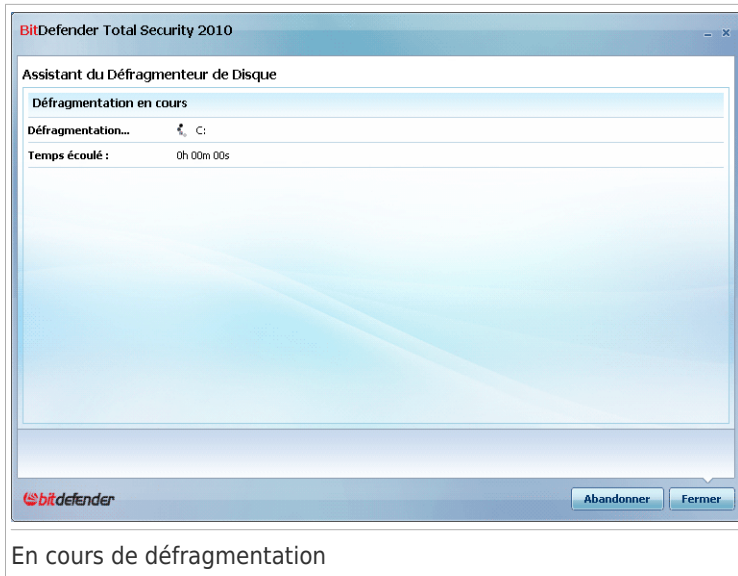 BitDefender Total Security 2010
Assistant du Défragmenteur de Disque
Défragmentation en cours
Défragmentation... C:
Temps écoulé : 0h 00m 00s
bitdefender
Abandonner Fermer
En cours de défragmentation